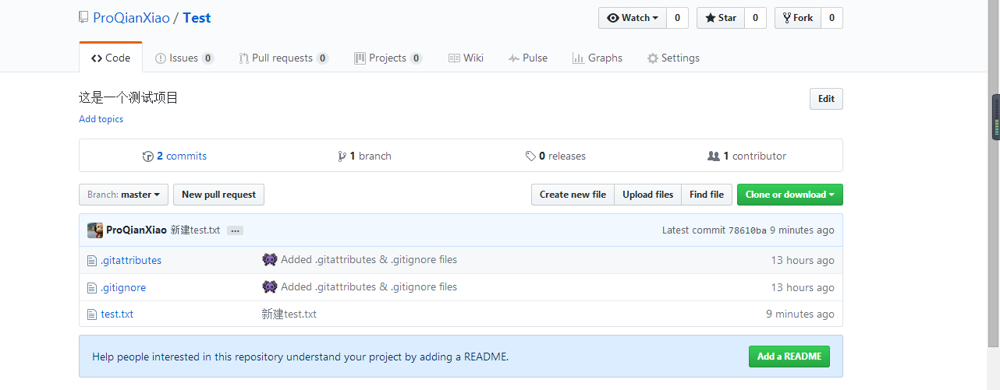 ProQianXiao / Test Watch 0 Star 0 Fork 0
Code Issues 0 Pull requests 0 Projects 0 Wiki Pulse Graphs Settings
这是一个测试项目 Edit
Add topics
2 commits 1 branch 0 releases 1 contributor
Branch: master New pull request Create new file Upload files Find file Clone or download
ProQianXiao 新建test.txt … Latest commit 78610ba 9 minutes ago
.gitattributes Added .gitattributes & .gitignore files 13 hours ago
.gitignore Added .gitattributes & .gitignore files 13 hours ago
test.txt 新建test.txt 9 minutes ago
Help people interested in this repository understand your project by adding a README. Add a README